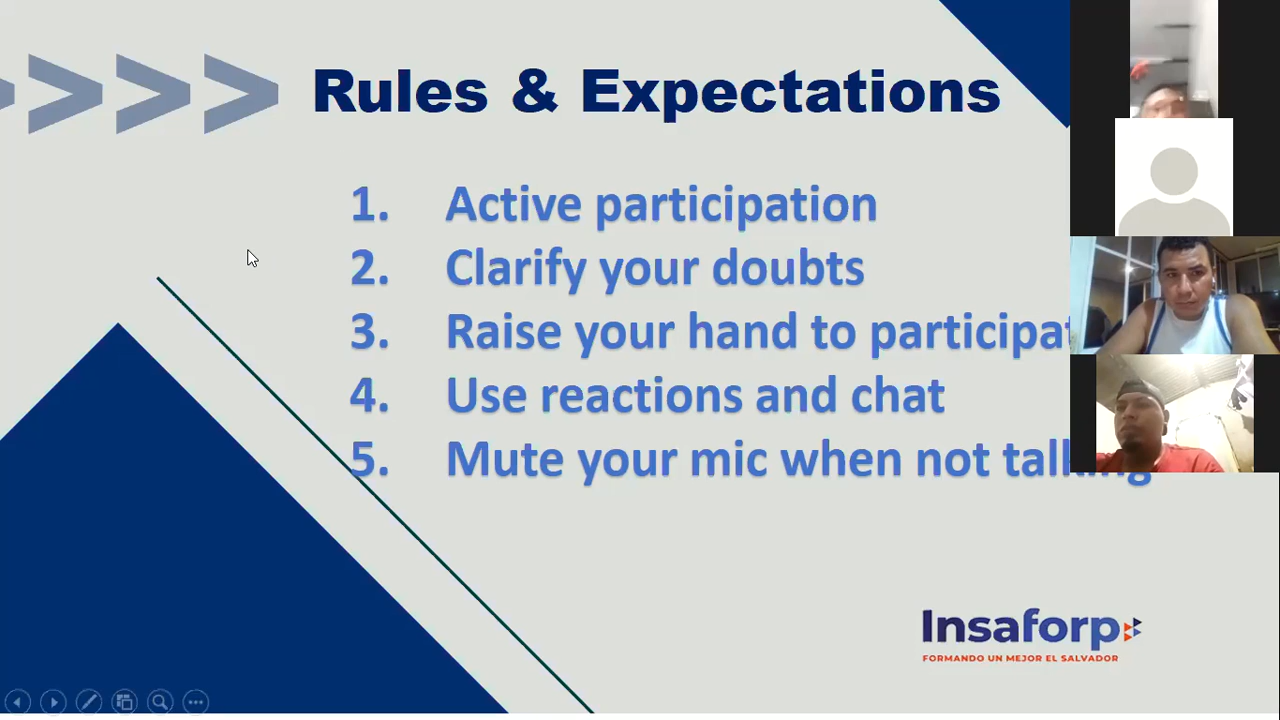 Rules & Expectations
1. Active participation
2. Clarify your doubts
3. Raise your hand to participat
4. Use reactions and chat
5. Mute your mic when not talking
Insaforp
FORMANDO UN MEJOR EL SALVADOR